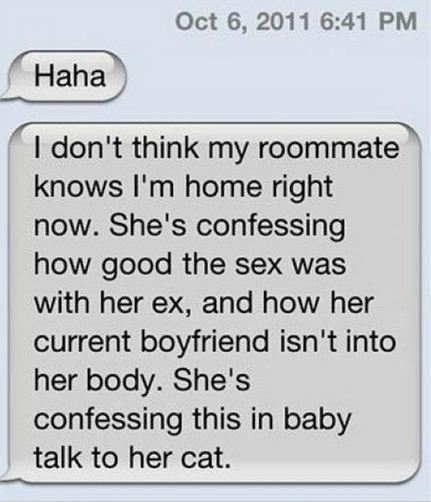 Oct 6, 2011 6:41 PM
Haha
I don't think my roommate
knows I'm home right
now. She's confessing
how good the sex was
with her ex, and how her
current boyfriend isn't into
her body. She's
confessing this in baby
talk to her cat.